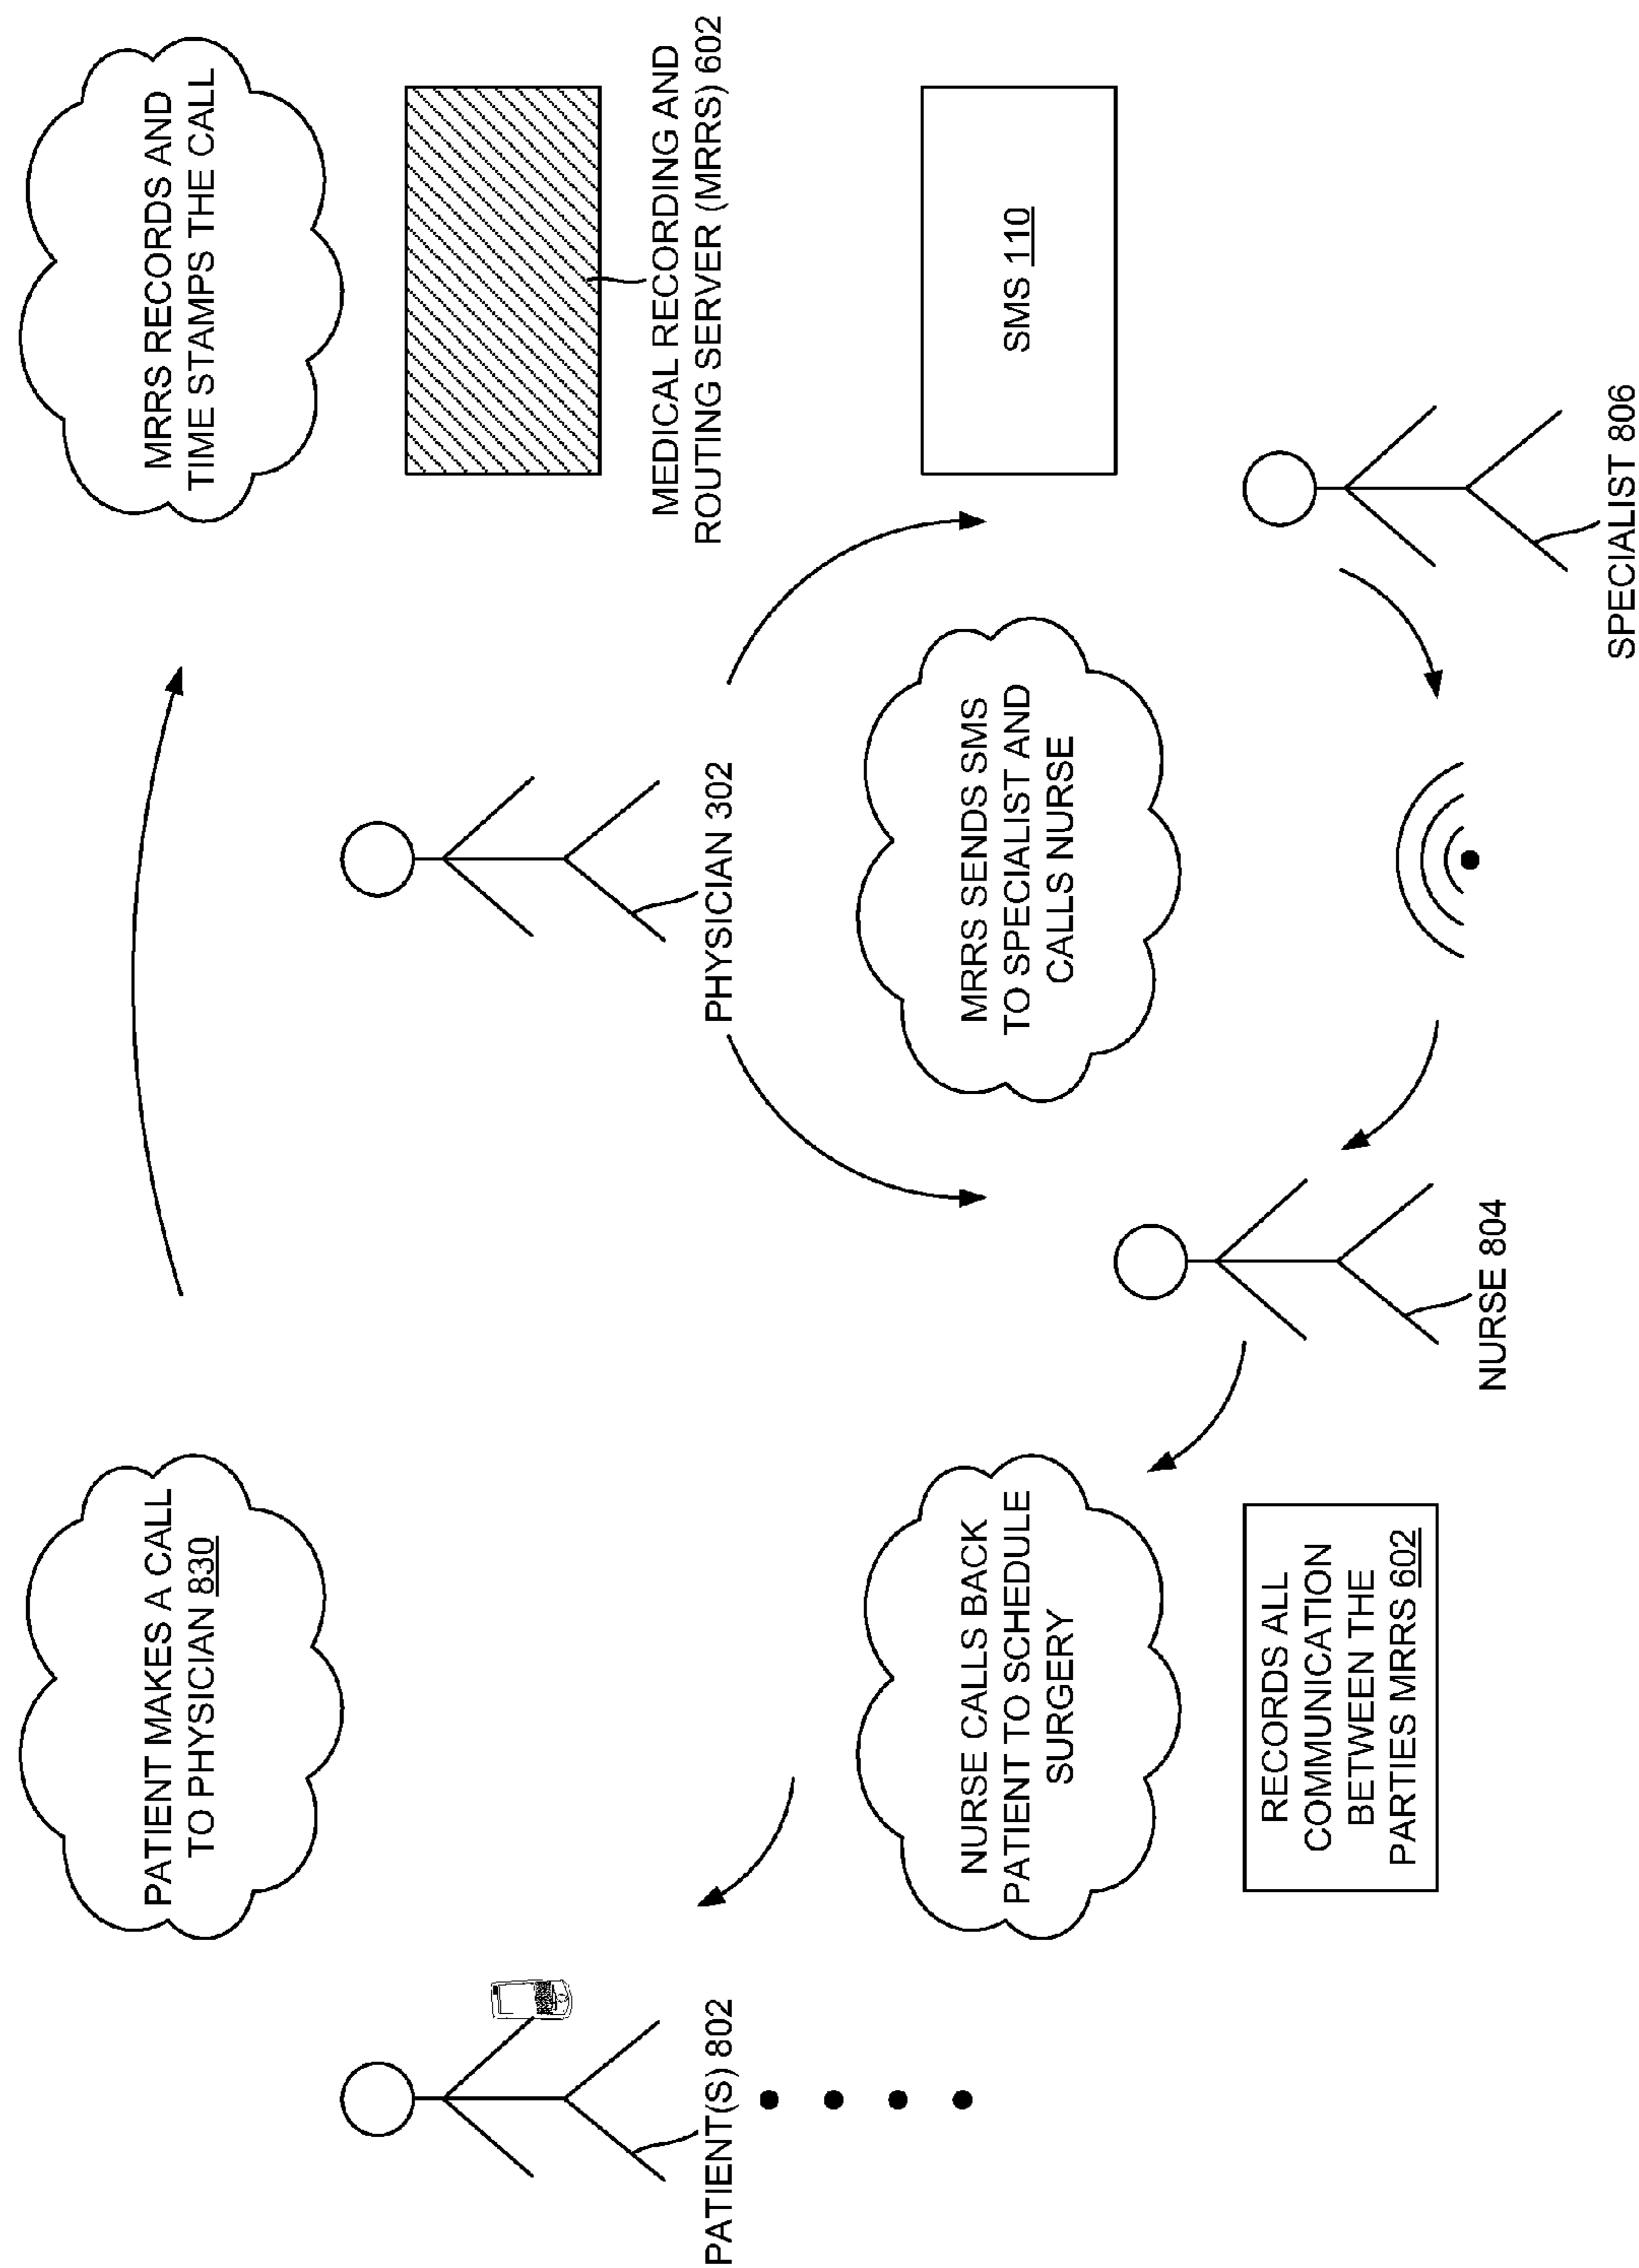 PATIENT MAKES A CALL
TO PHYSICIAN 830
MRRS RECORDS AND
TIME STAMPS THE CALL
PATIENT(S) 802
PHYSICIAN 302
MEDICAL RECORDING AND
ROUTING SERVER (MRRS) 602
NURSE CALLS BACK
PATIENT TO SCHEDULE
SURGERY
MRRS SENDS SMS
TO SPECIALIST AND
CALLS NURSE
SMS 110
RECORDS ALL
COMMUNICATION
BETWEEN THE
PARTIES MRRS 602
NURSE 804
SPECIALIST 806